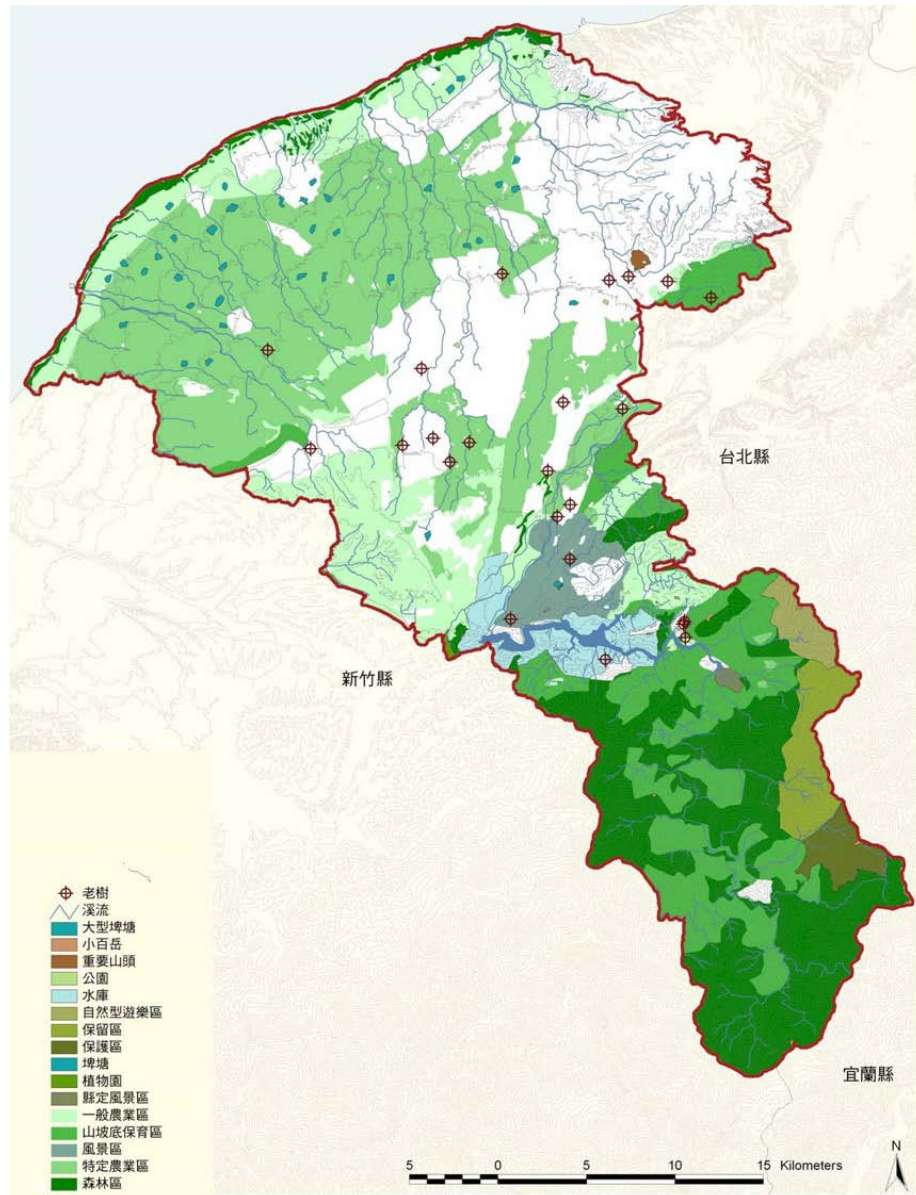 台北縣
新竹縣
宜蘭縣
老樹
溪流
大型埤塘
小百岳
重要山頭
公園
水庫
自然型遊樂區
保留區
保護區
埤塘
植物園
縣定風景區
一般農業區
山坡底保育區
風景區
特定農業區
森林區
5 0 5 10 15 Kilometers
N